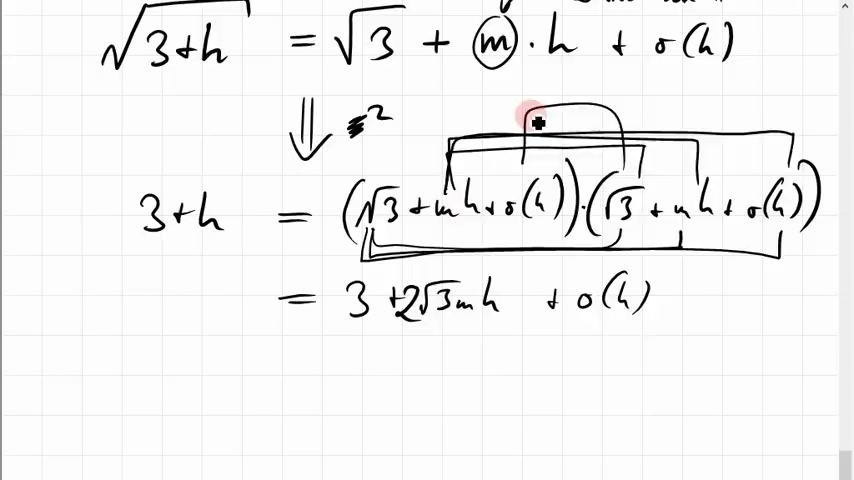 √(3+h) = √3 + m · h + o(h)
⇓ ²
3+h = (√3 + mh + o(h)) · (√3 + mh + o(h))
= 3 + 2√3mh + o(h)